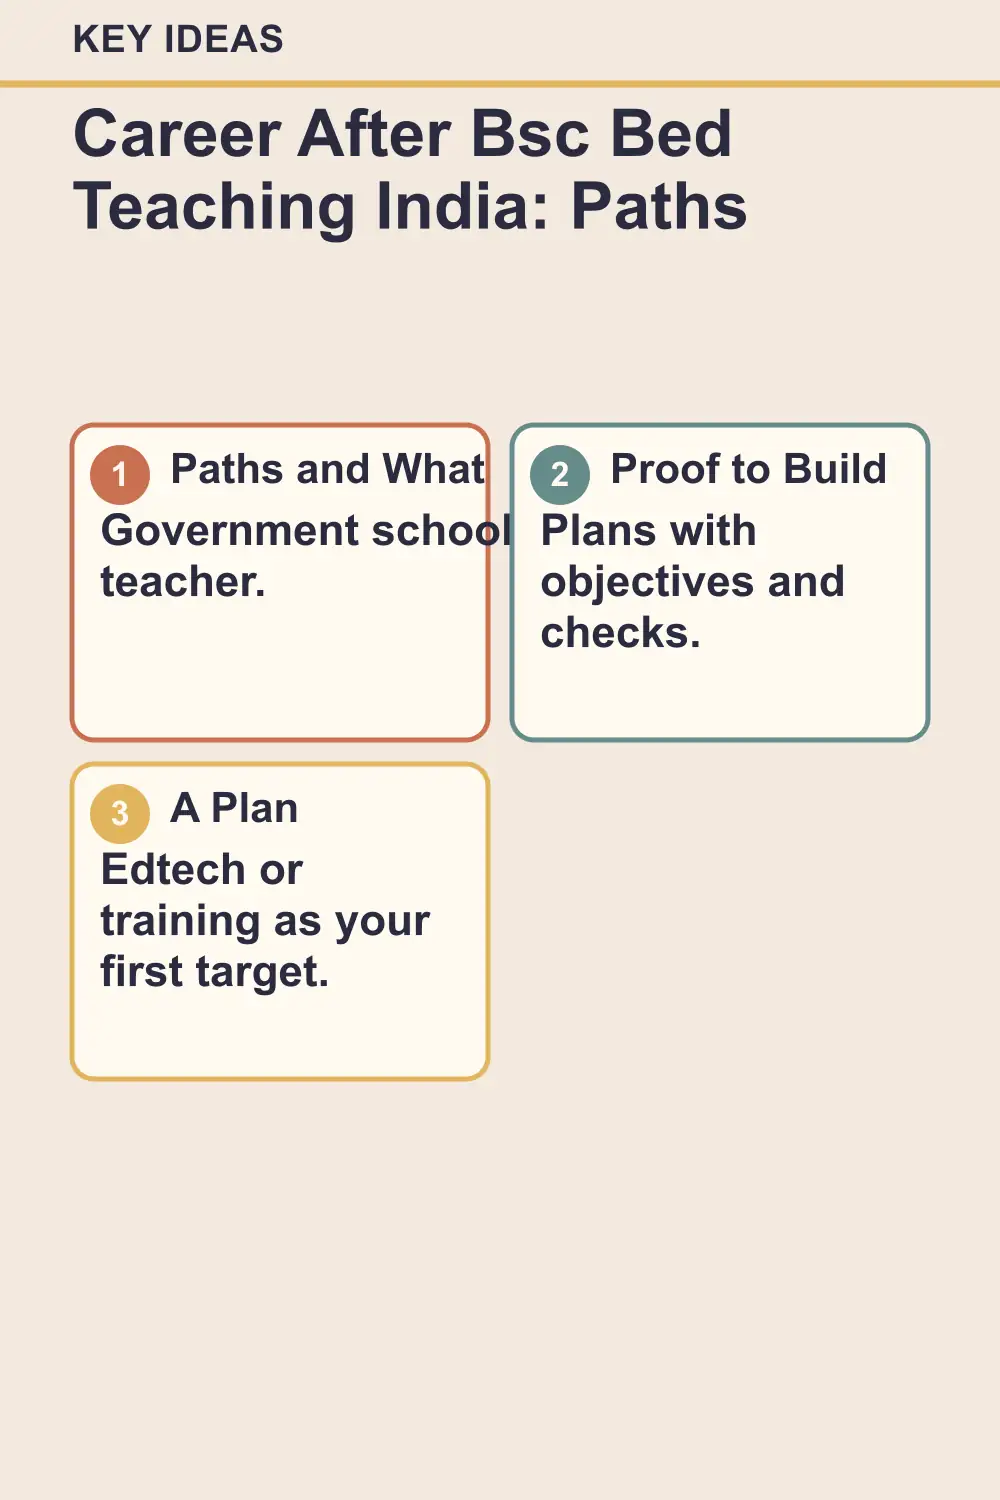 KEY IDEAS
Career After Bsc Bed
Teaching India: Paths
1 Paths and What
Government school
teacher.
2 Proof to Build
Plans with
objectives and
checks.
3 A Plan
Edtech or
training as your
first target.